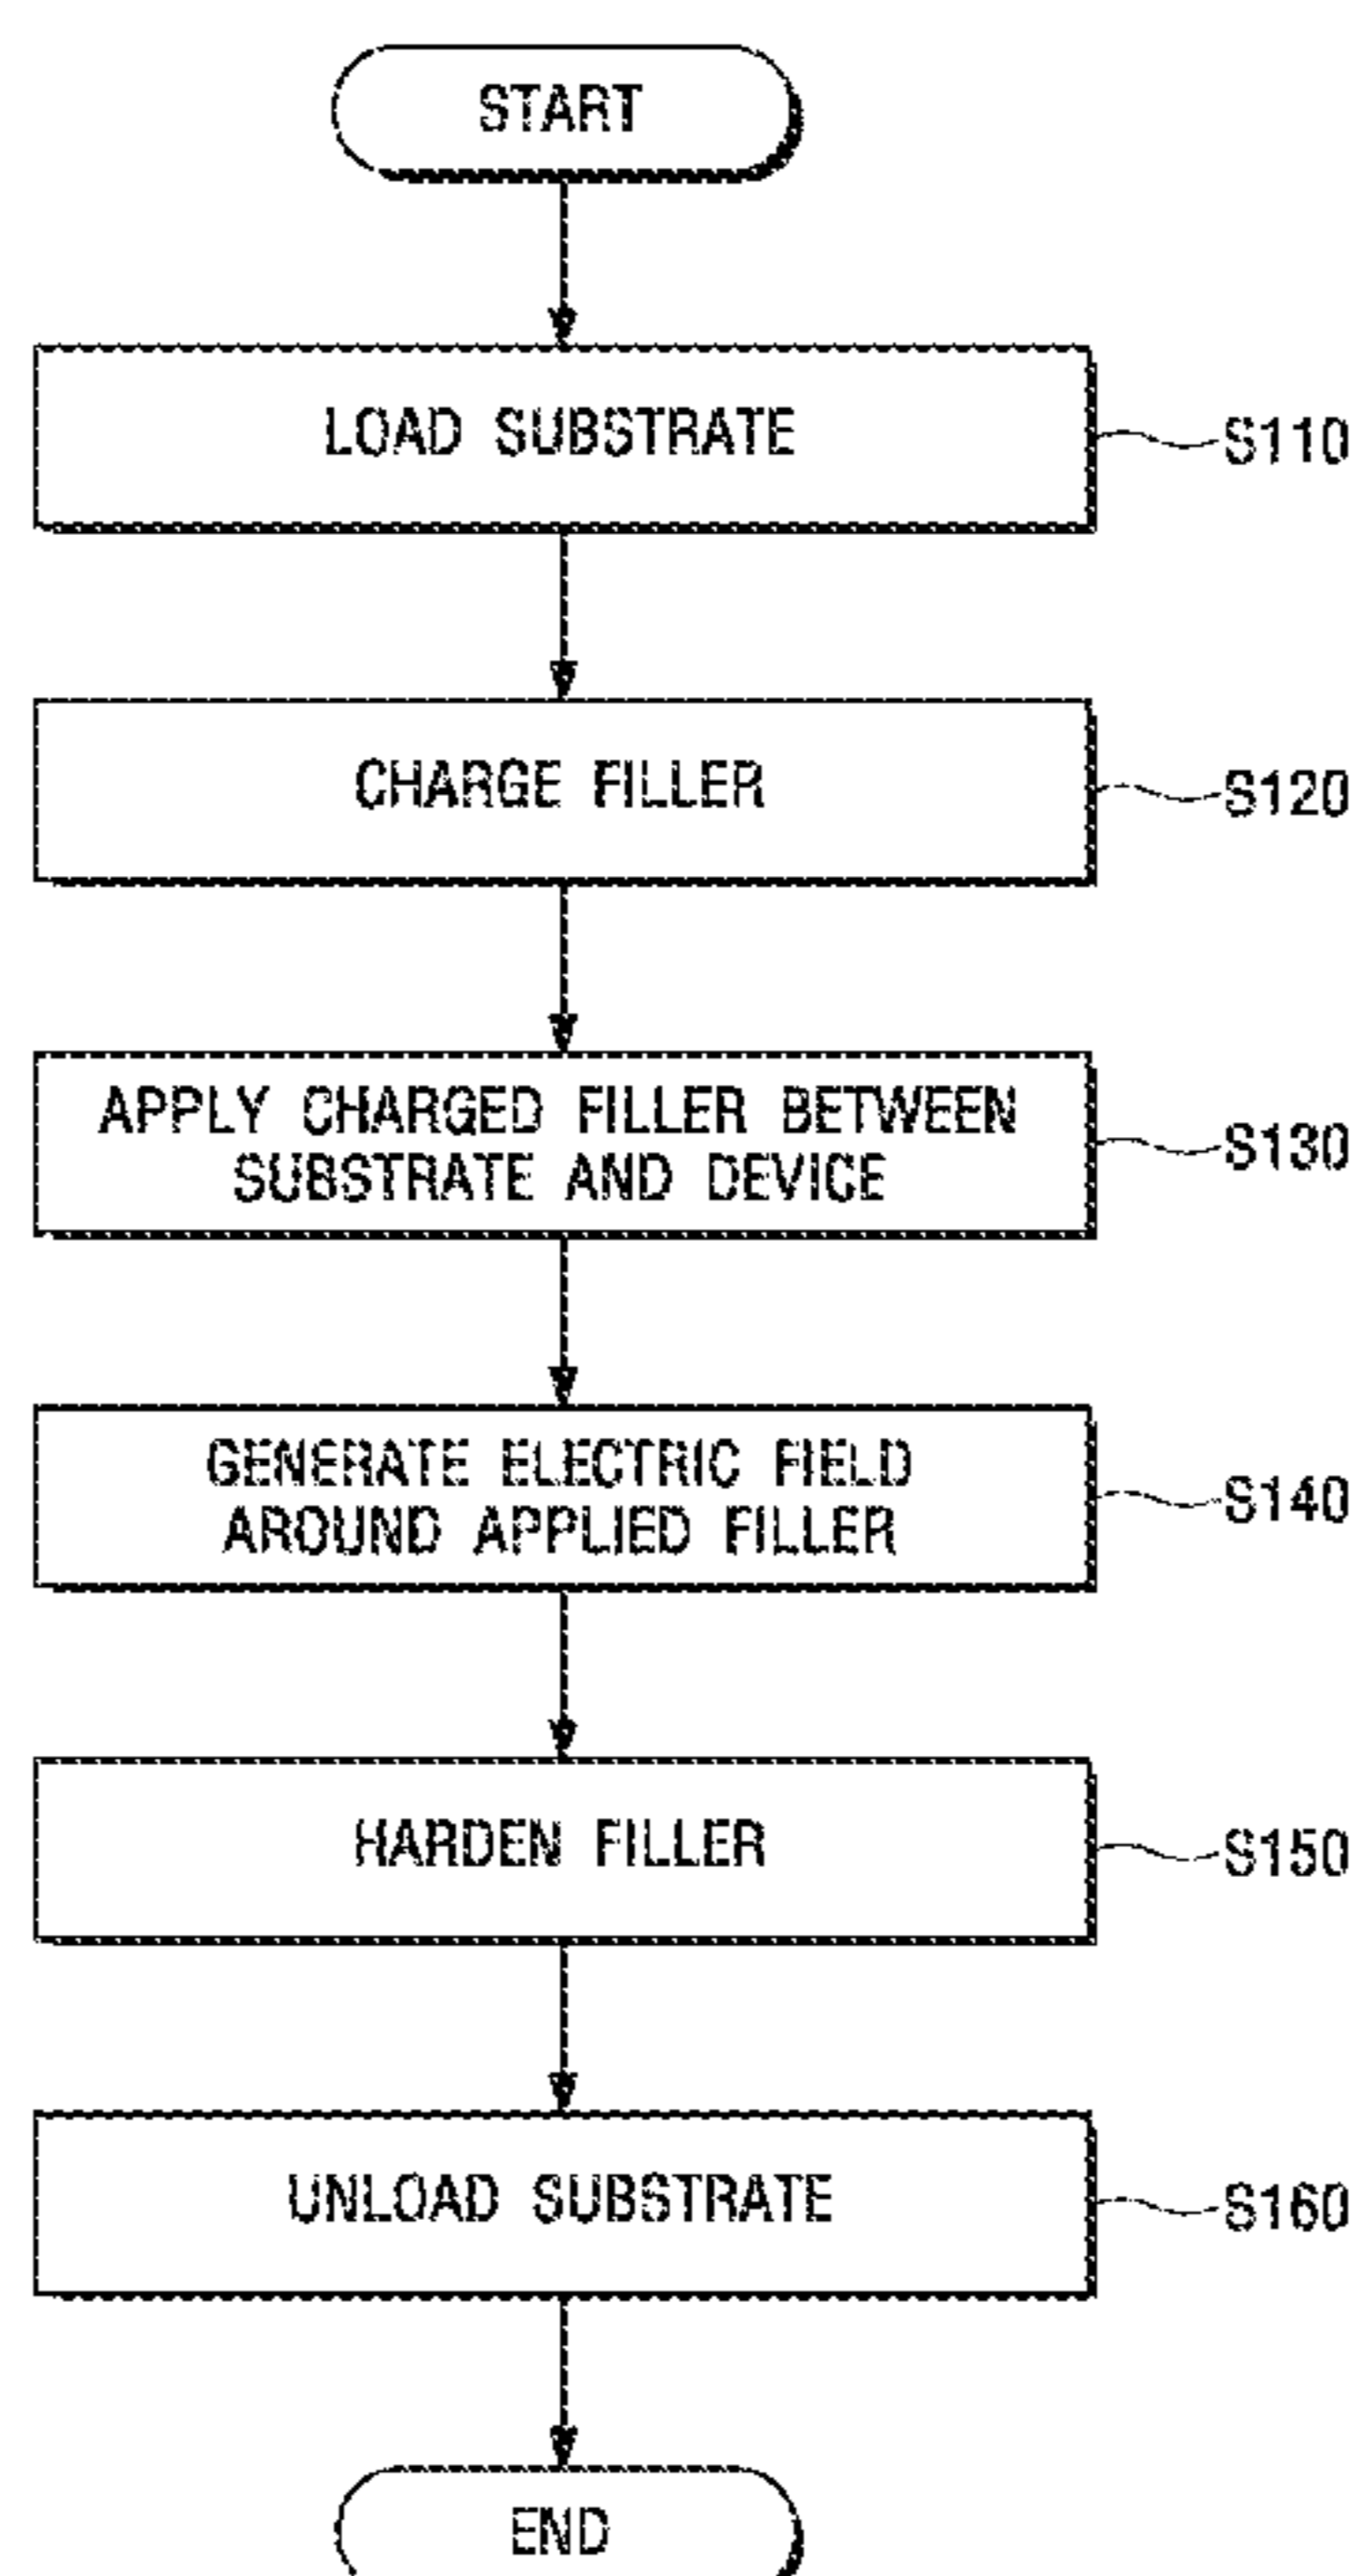 START
LOAD SUBSTRATE
S110
CHARGE FILLER
S120
APPLY CHARGED FILLER BETWEEN
SUBSTRATE AND DEVICE
S130
GENERATE ELECTRIC FIELD
AROUND APPLIED FILLER
S140
HARDEN FILLER
S150
UNLOAD SUBSTRATE
S160
END